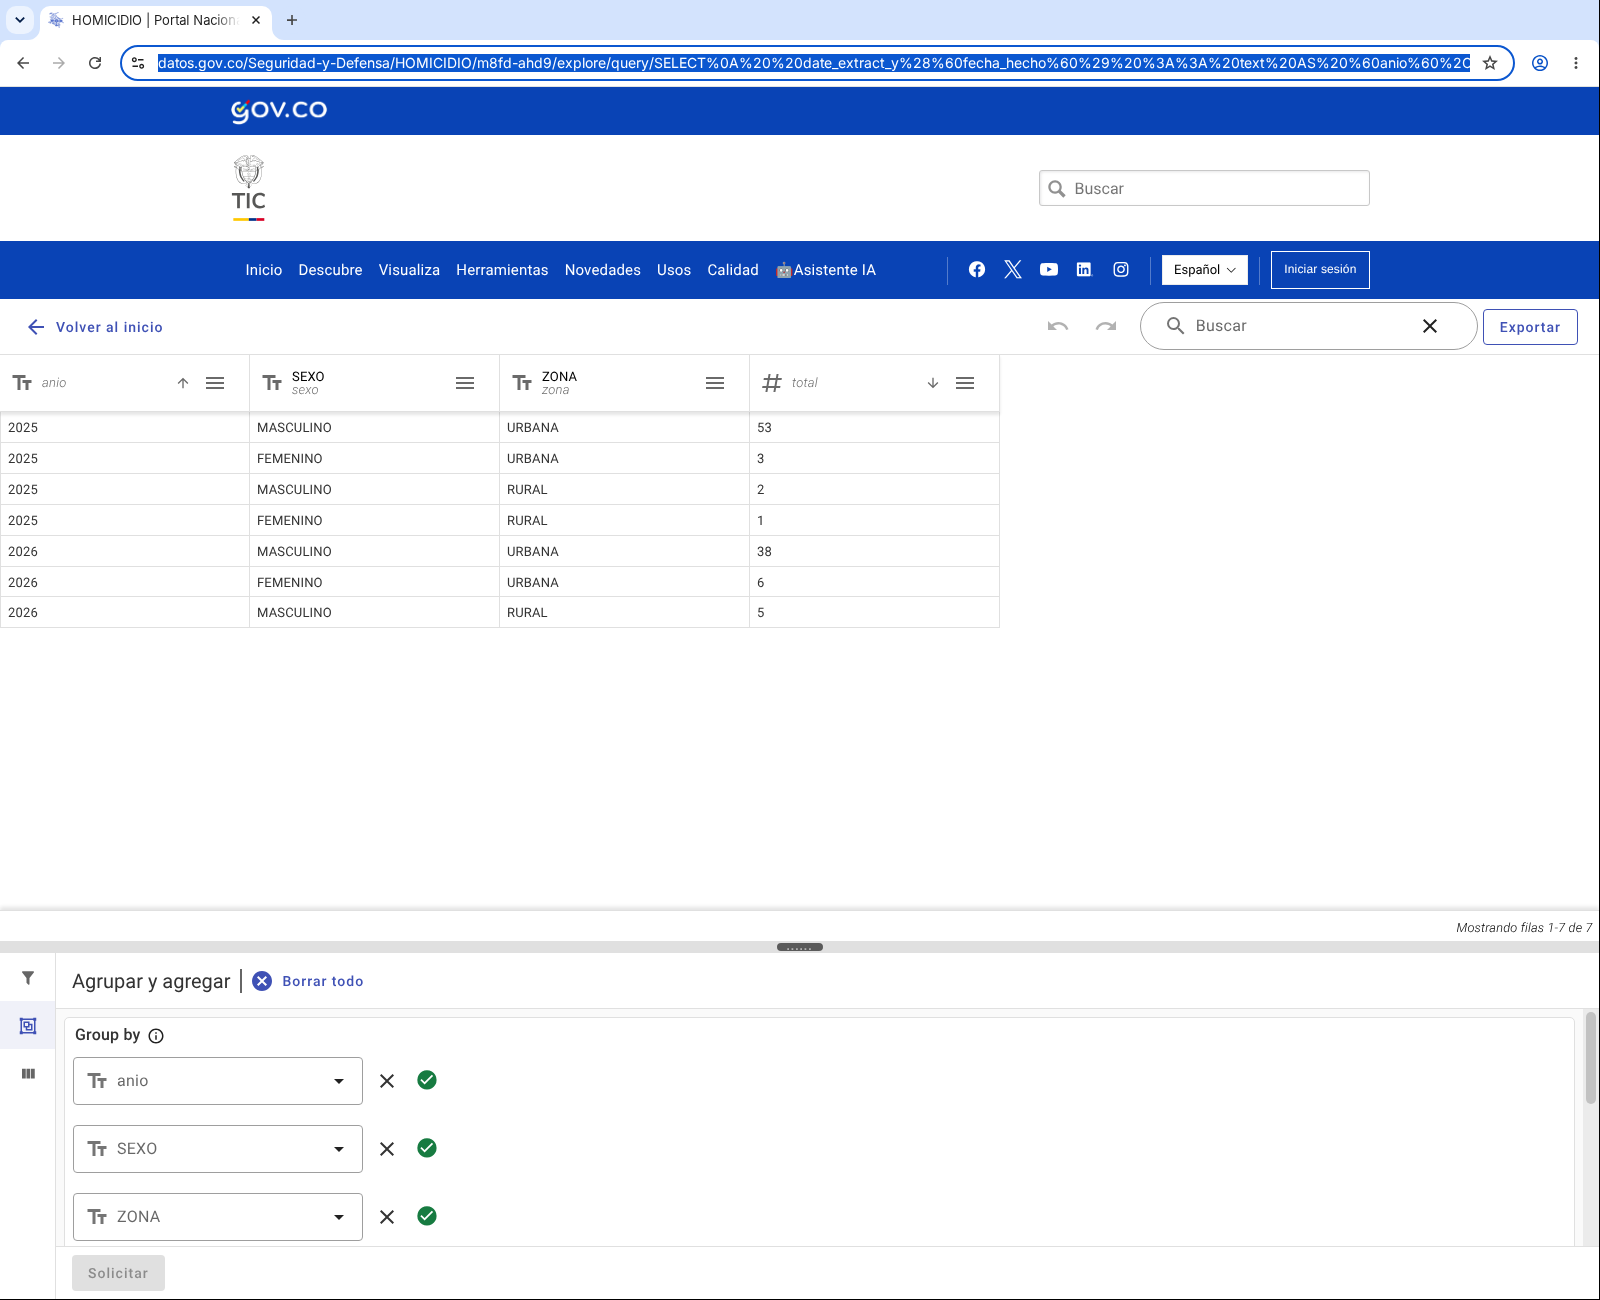 HOMICIDIO | Portal Nacion
datos.gov.co/Seguridad-y-Defensa/HOMICIDIO/m8fd-ahd9/explore/query/SELECT%0A%20%20date_extract_y%28%60fecha_hecho%60%29%20%3A%3A%20text%20AS%20%60anio%60%2C
gov.co
TIC
Buscar
Inicio Descubre Visualiza Herramientas Novedades Usos Calidad 🤖Asistente IA Español Iniciar sesión
Volver al inicio Buscar Exportar
anio SEXO sexo ZONA zona total
2025 MASCULINO URBANA 53
2025 FEMENINO URBANA 3
2025 MASCULINO RURAL 2
2025 FEMENINO RURAL 1
2026 MASCULINO URBANA 38
2026 FEMENINO URBANA 6
2026 MASCULINO RURAL 5
Mostrando filas 1-7 de 7
Agrupar y agregar | Borrar todo
Group by
anio
SEXO
ZONA
Solicitar